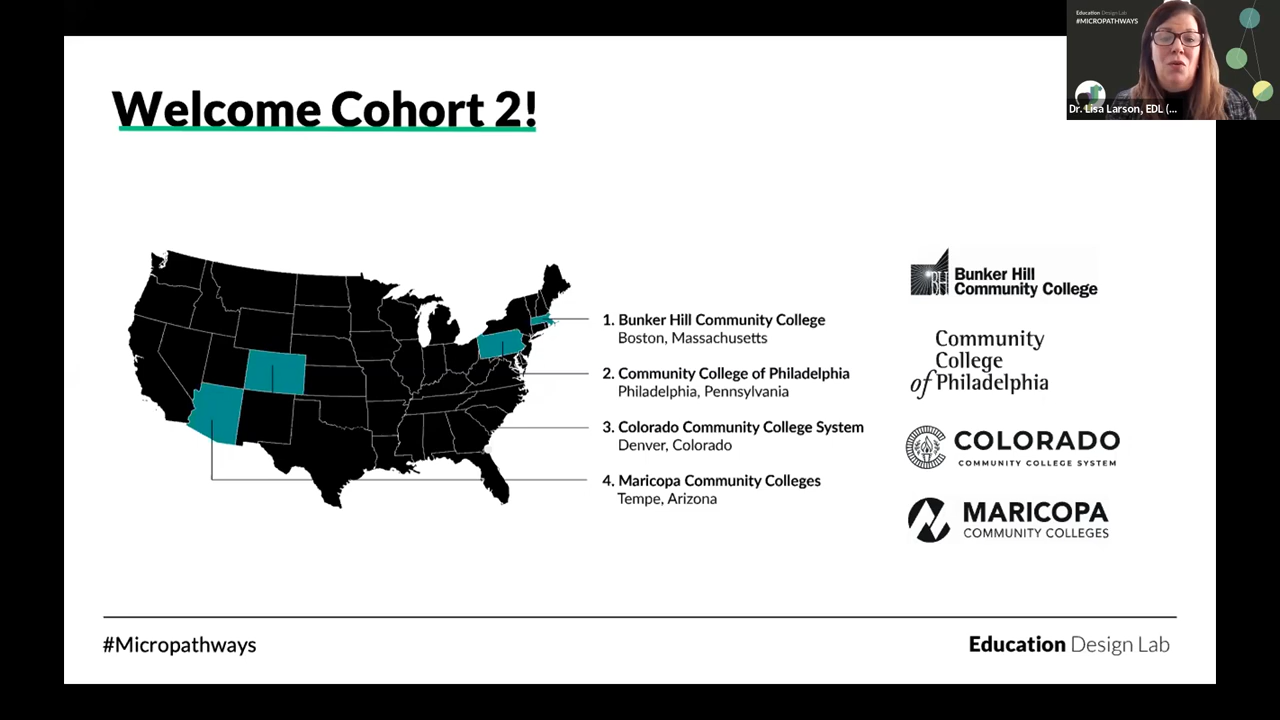 Education Design Lab
#MICROPATHWAYS
Dr. Lisa Larson, EDL (...
Welcome Cohort 2!
1. Bunker Hill Community College
Boston, Massachusetts
2. Community College of Philadelphia
Philadelphia, Pennsylvania
3. Colorado Community College System
Denver, Colorado
4. Maricopa Community Colleges
Tempe, Arizona
BH
Bunker Hill
Community College
Community
College
of Philadelphia
COLORADO
COMMUNITY COLLEGE SYSTEM
MARICOPA
COMMUNITY COLLEGES
#Micropathways
Education Design Lab